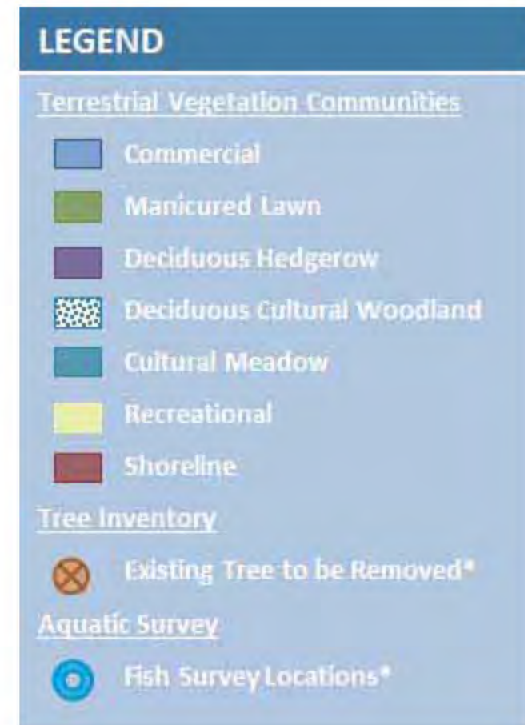 LEGEND
Terrestrial Vegetation Communities
Commercial
Manicured Lawn
Deciduous Hedgerow
Deciduous Cultural Woodland
Cultural Meadow
Recreational
Shoreline
Tree Inventory
Existing Tree to be Removed*
Aquatic Survey
Fish Survey Locations*